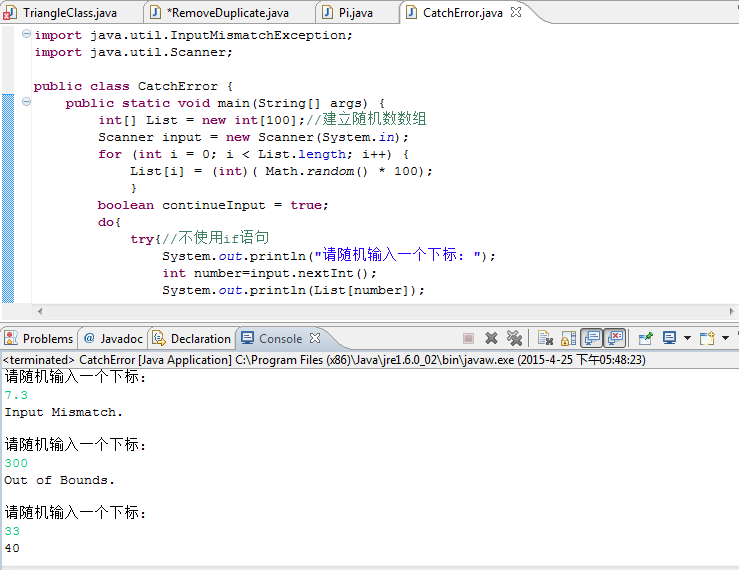 TriangleClass.java *RemoveDuplicate.java Pi.java CatchError.java
import java.util.InputMismatchException;
import java.util.Scanner;
public class CatchError {
public static void main(String[] args) {
int[] List = new int[100];//建立随机数数组
Scanner input = new Scanner(System.in);
for (int i = 0; i < List.length; i++) {
List[i] = (int)( Math.random() * 100);
}
boolean continueInput = true;
do{
try{//不使用if语句
System.out.println("请随机输入一个下标：");
int number=input.nextInt();
System.out.println(List[number]);
Problems @ Javadoc Declaration Console
<terminated> CatchError [Java Application] C:\Program Files (x86)\Java\jre1.6.0_02\bin\javaw.exe (2015-4-25 下午05:48:23)
请随机输入一个下标：
7.3
Input Mismatch.
请随机输入一个下标：
300
Out of Bounds.
请随机输入一个下标：
33
40